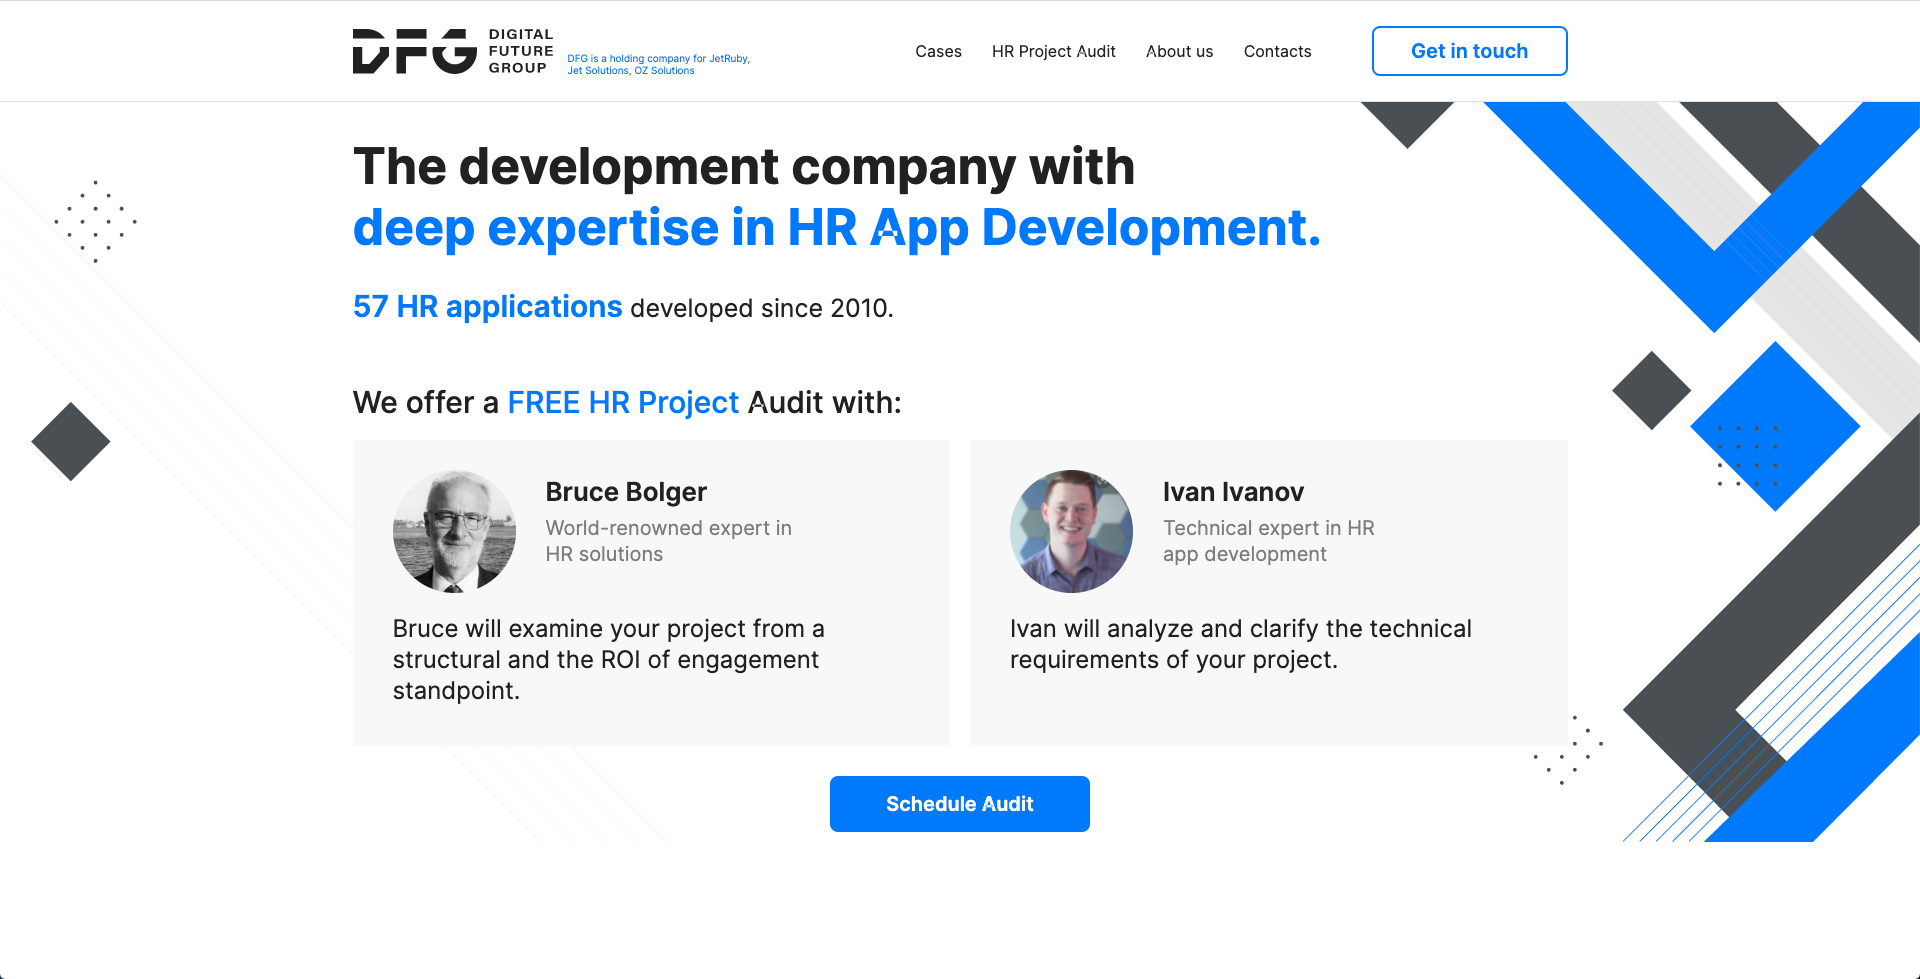 DFG
DIGITAL
FUTURE
GROUP
DFG is a holding company for JetRuby,
Jet Solutions, OZ Solutions
Cases
HR Project Audit
About us
Contacts
Get in touch
The development company with
deep expertise in HR App Development.
57 HR applications developed since 2010.
We offer a FREE HR Project Audit with:
Bruce Bolger
World-renowned expert in
HR solutions
Bruce will examine your project from a
structural and the ROI of engagement
standpoint.
Ivan Ivanov
Technical expert in HR
app development
Ivan will analyze and clarify the technical
requirements of your project.
Schedule Audit